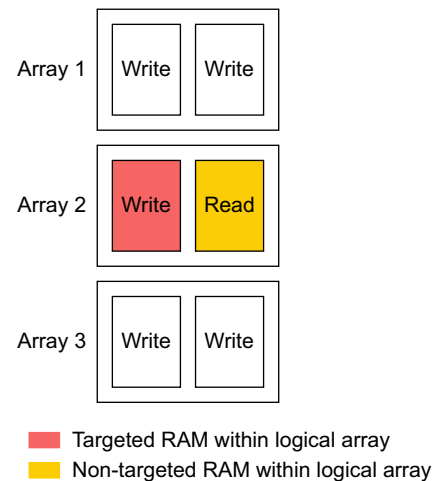 Array 1
Write Write
Array 2
Write Read
Array 3
Write Write
Targeted RAM within logical array
Non-targeted RAM within logical array